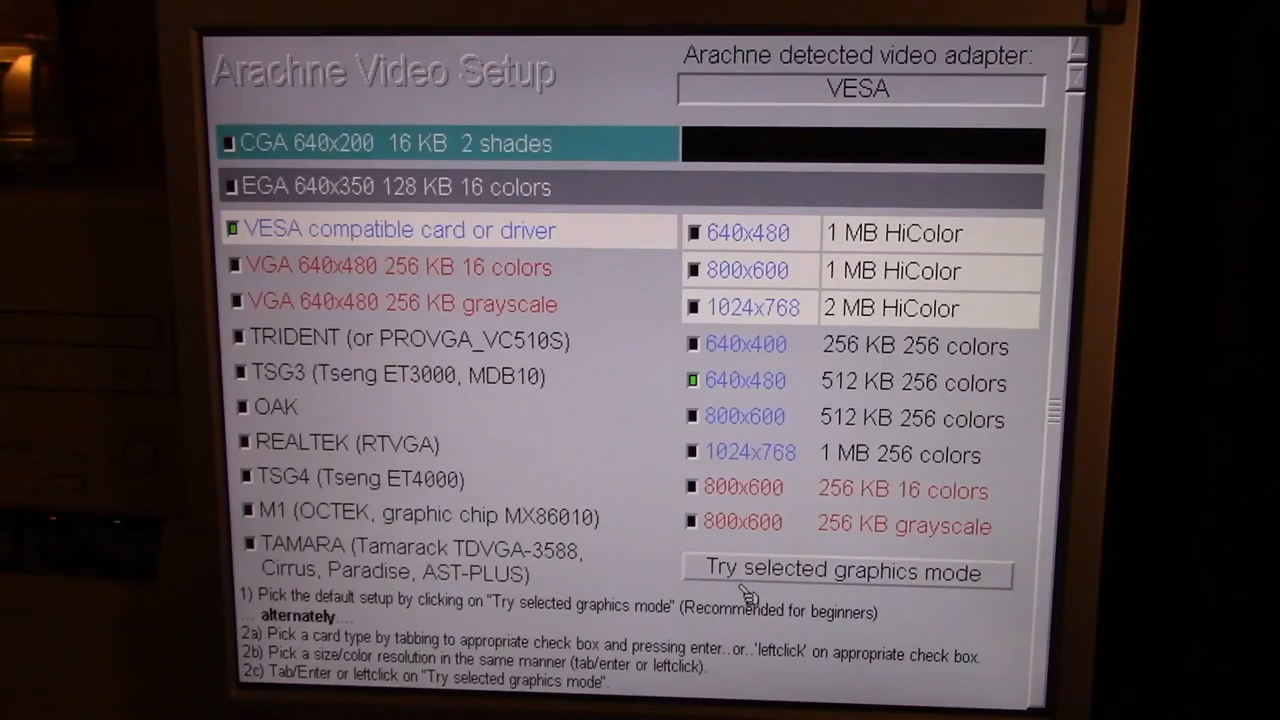 Arachne Video Setup
Arachne detected video adapter:
VESA
CGA 640x200 16 KB 2 shades
EGA 640x350 128 KB 16 colors
VESA compatible card or driver
VGA 640x480 256 KB 16 colors
VGA 640x480 256 KB grayscale
TRIDENT (or PROVGA_VC510S)
TSG3 (Tseng ET3000, MDB10)
OAK
REALTEK (RTVGA)
TSG4 (Tseng ET4000)
M1 (OCTEK, graphic chip MX86010)
TAMARA (Tamarack TDVGA-3588,
Cirrus, Paradise, AST-PLUS)
640x480 1 MB HiColor
800x600 1 MB HiColor
1024x768 2 MB HiColor
640x400 256 KB 256 colors
640x480 512 KB 256 colors
800x600 512 KB 256 colors
1024x768 1 MB 256 colors
800x600 256 KB 16 colors
800x600 256 KB grayscale
Try selected graphics mode
1) Pick the default setup by clicking on "Try selected graphics mode" (Recommended for beginners)
... alternately....
2a) Pick a card type by tabbing to appropriate check box and pressing enter..or..'leftclick' on appropriate check box.
2b) Pick a size/color resolution in the same manner (tab/enter or leftclick).
2c) Tab/Enter or leftclick on "Try selected graphics mode".